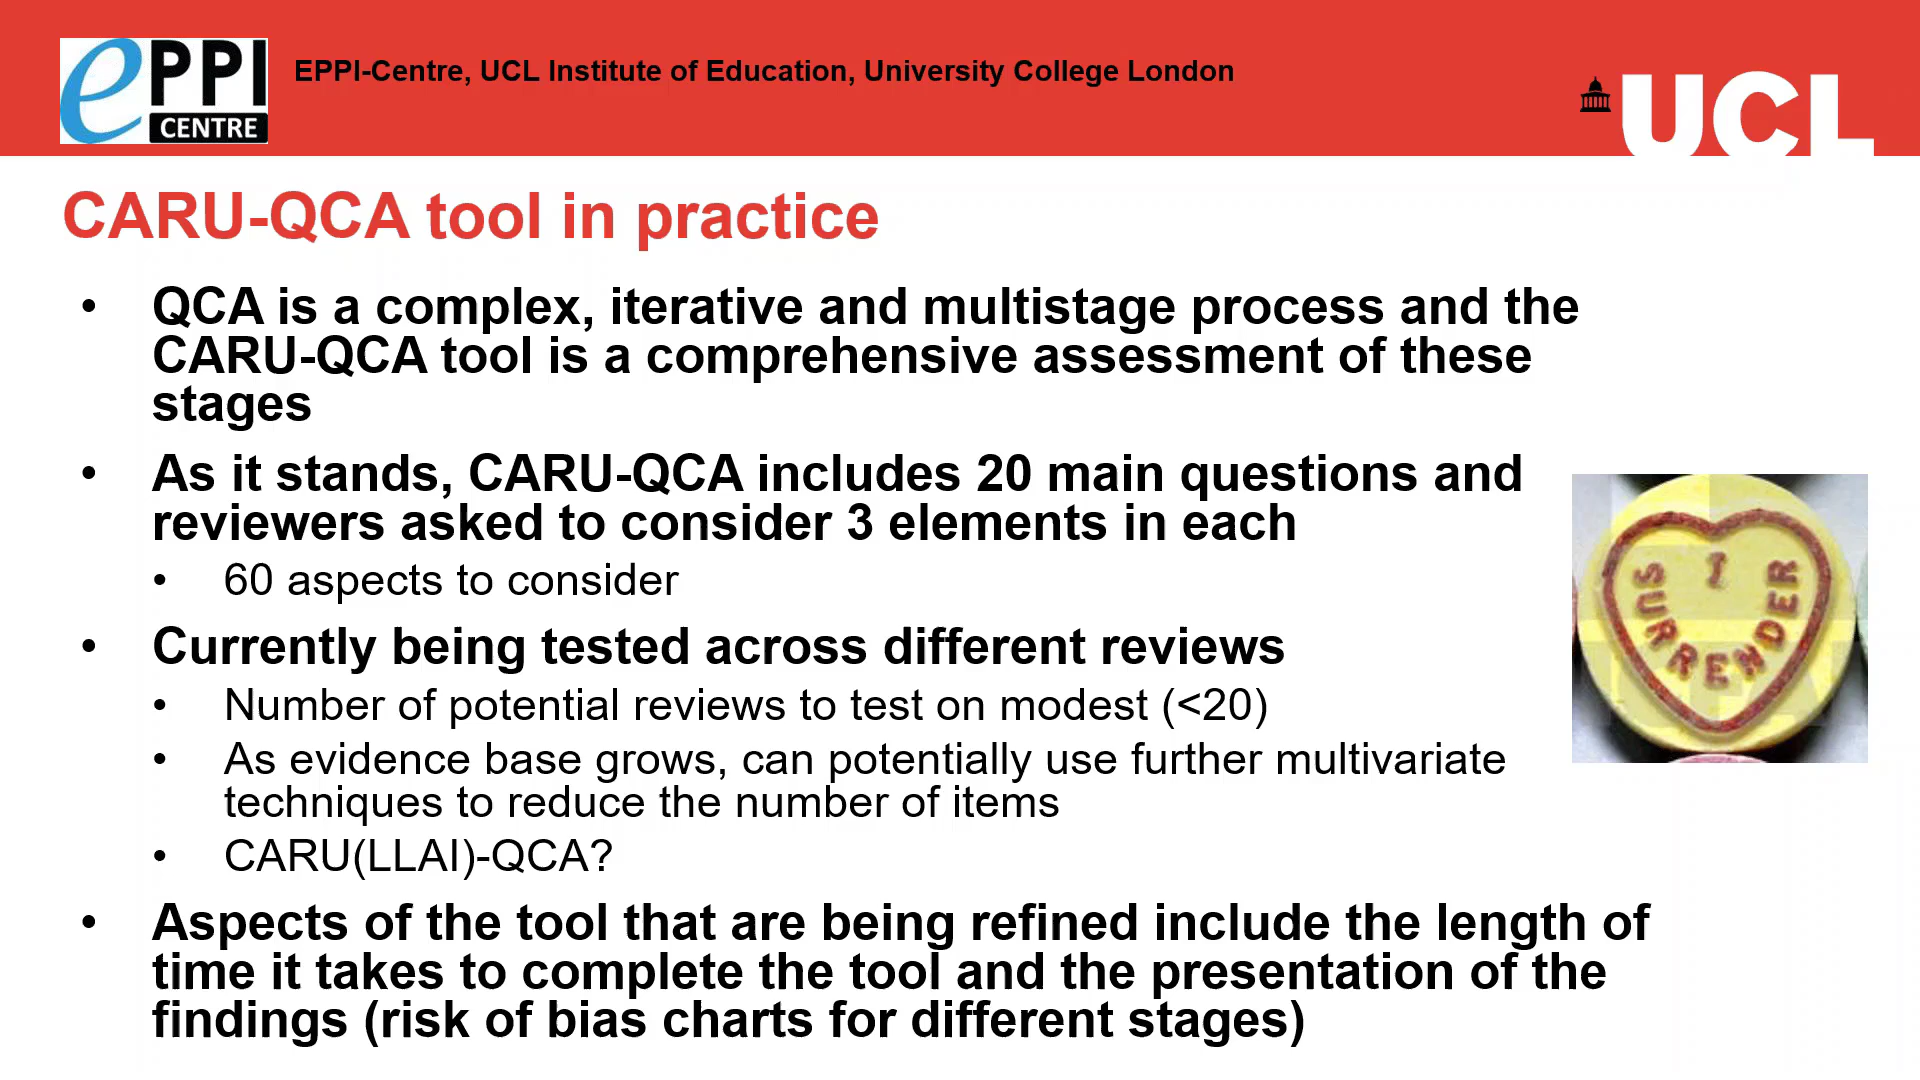 ePPI
CENTRE
EPPI-Centre, UCL Institute of Education, University College London
UCL
CARU-QCA tool in practice
• QCA is a complex, iterative and multistage process and the
CARU-QCA tool is a comprehensive assessment of these
stages
• As it stands, CARU-QCA includes 20 main questions and
reviewers asked to consider 3 elements in each
• 60 aspects to consider
• Currently being tested across different reviews
• Number of potential reviews to test on modest (<20)
• As evidence base grows, can potentially use further multivariate
techniques to reduce the number of items
• CARU(LLAI)-QCA?
• Aspects of the tool that are being refined include the length of
time it takes to complete the tool and the presentation of the
findings (risk of bias charts for different stages)
I
SURRENDER